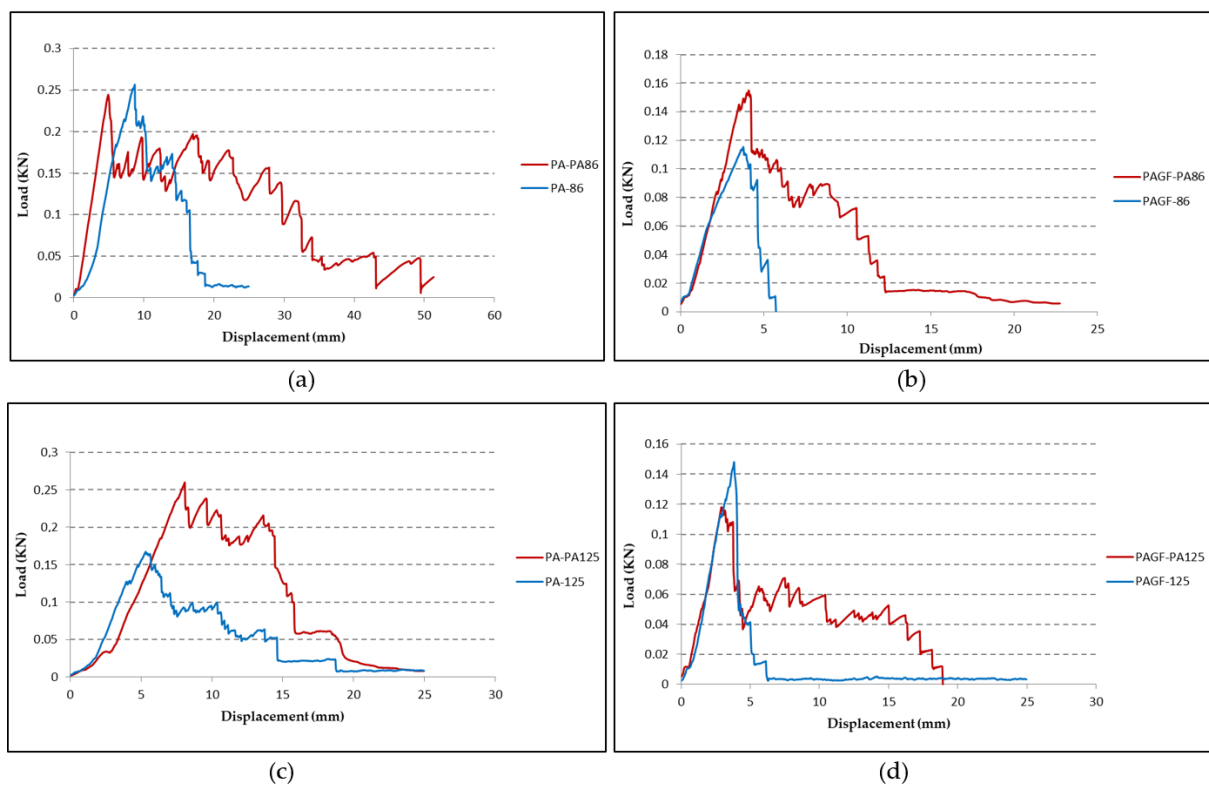 0.3
0.25
0.2
0.15
0.1
0.05
0
Load (KN)
0 10 20 30 40 50 60
Displacement (mm)
PA-PA86
PA-86
(a)
0.18
0.16
0.14
0.12
0.1
0.08
0.06
0.04
0.02
0
Load (KN)
0 5 10 15 20 25
Displacement (mm)
PAGF-PA86
PAGF-86
(b)
0.3
0.25
0.2
0.15
0.1
0.05
0
Load (KN)
0 5 10 15 20 25 30
Displacement (mm)
PA-PA125
PA-125
(c)
0.16
0.14
0.12
0.1
0.08
0.06
0.04
0.02
0
Load (KN)
0 5 10 15 20 25 30
Displacement (mm)
PAGF-PA125
PAGF-125
(d)